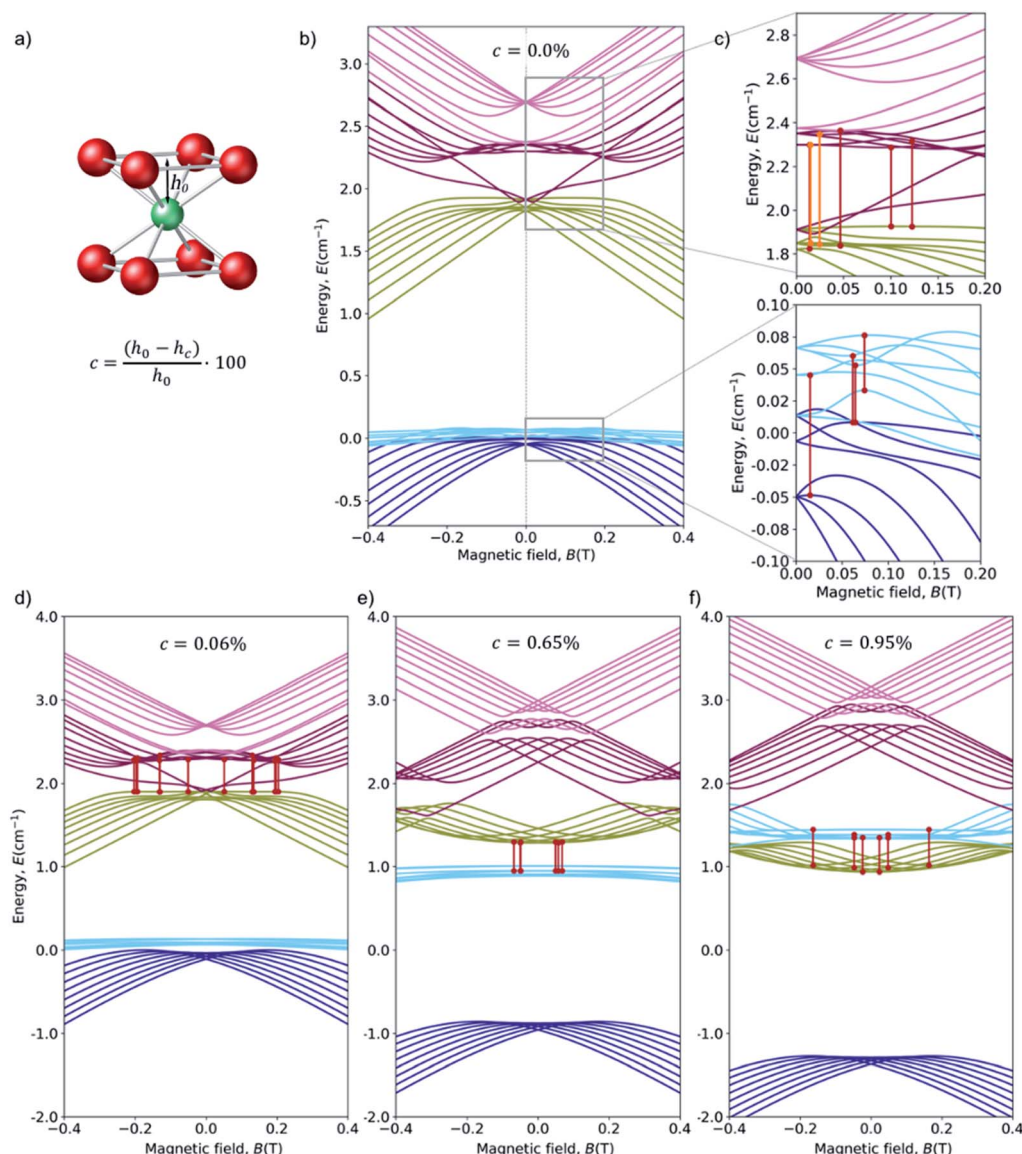 a)
h₀
c = (h₀ − h_c)/h₀ · 100
b)
c = 0.0%
Energy, E(cm⁻¹)
3.0
2.5
2.0
1.5
1.0
0.5
0.0
-0.5
−0.4 −0.2 0.0 0.2 0.4
Magnetic field, B(T)
c)
Energy, E(cm⁻¹)
2.8
2.6
2.4
2.2
2.0
1.8
0.00 0.05 0.10 0.15 0.20
Energy, E(cm⁻¹)
0.10
0.08
0.05
0.02
0.00
-0.02
-0.05
-0.08
-0.10
0.00 0.05 0.10 0.15 0.20
Magnetic field, B(T)
d)
c = 0.06%
Energy, E(cm⁻¹)
4.0
3.0
2.0
1.0
0.0
-1.0
-2.0
−0.4 −0.2 0.0 0.2 0.4
Magnetic field, B(T)
e)
c = 0.65%
4.0
3.0
2.0
1.0
0.0
-1.0
-2.0
−0.4 −0.2 0.0 0.2 0.4
Magnetic field, B(T)
f)
c = 0.95%
4.0
3.0
2.0
1.0
0.0
-1.0
-2.0
−0.4 −0.2 0.0 0.2 0.4
Magnetic field, B(T)